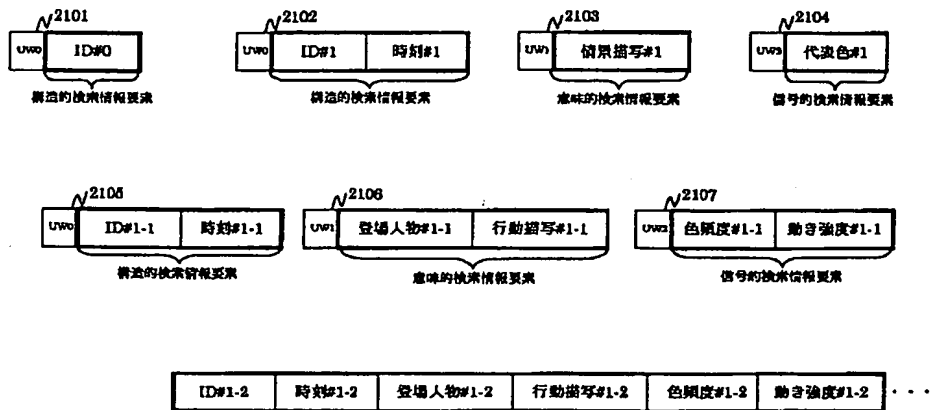 2101 2102 2103 2104
UW0 ID#0 UW0 ID#1 時刻#1 UW1 情景描写#1 UW2 代表色#1
構造的検索情報要素 構造的検索情報要素 意味的検索情報要素 信号的検索情報要素
2105 2106 2107
UW0 ID#1-1 時刻#1-1 UW1 登場人物#1-1 行動描写#1-1 UW2 色頻度#1-1 動き強度#1-1
構造的検索情報要素 意味的検索情報要素 信号的検索情報要素
ID#1-2 時刻#1-2 登場人物#1-2 行動描写#1-2 色頻度#1-2 動き強度#1-2 ・・・